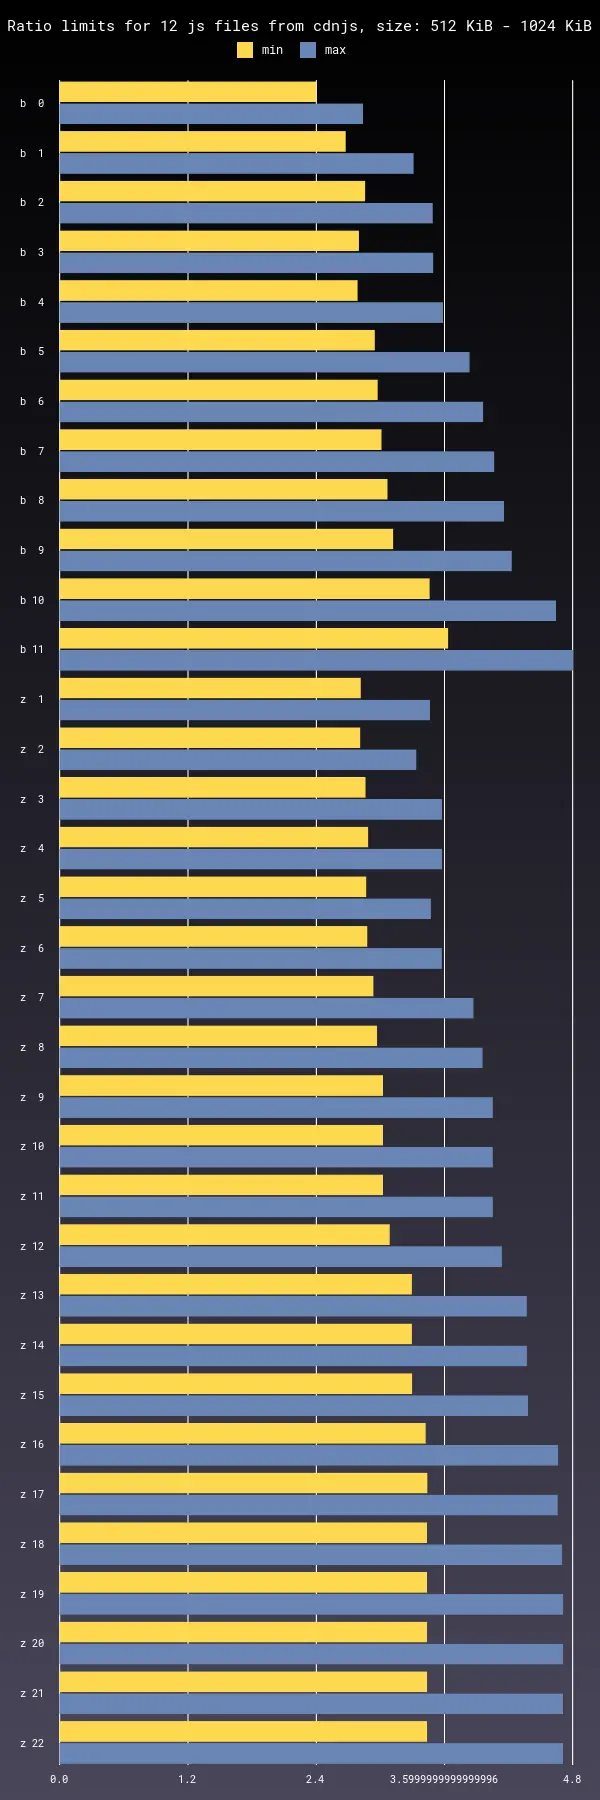 Ratio limits for 12 js files from cdnjs, size: 512 KiB - 1024 KiB
min max
b 0
b 1
b 2
b 3
b 4
b 5
b 6
b 7
b 8
b 9
b 10
b 11
z 1
z 2
z 3
z 4
z 5
z 6
z 7
z 8
z 9
z 10
z 11
z 12
z 13
z 14
z 15
z 16
z 17
z 18
z 19
z 20
z 21
z 22
0.0 1.2 2.4 3.5999999999999996 4.8